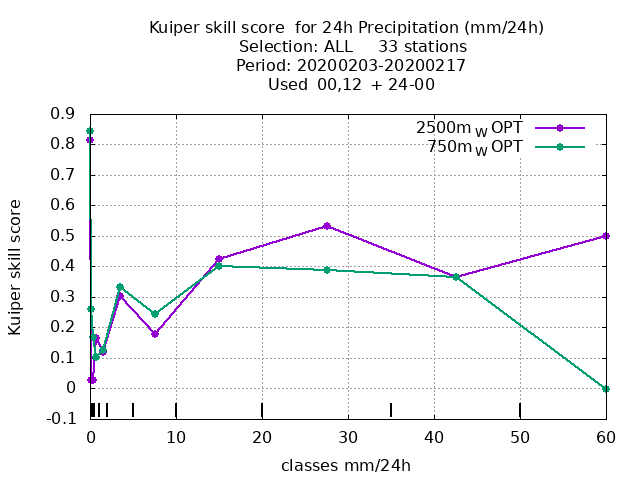 Kuiper skill score  for 24h Precipitation (mm/24h)
Selection: ALL     33 stations
Period: 20200203-20200217
Used  00,12  + 24-00
2500m W OPT
750m W OPT
0.9
0.8
0.7
0.6
0.5
0.4
0.3
0.2
0.1
0
-0.1
Kuiper skill score
0 10 20 30 40 50 60
classes mm/24h